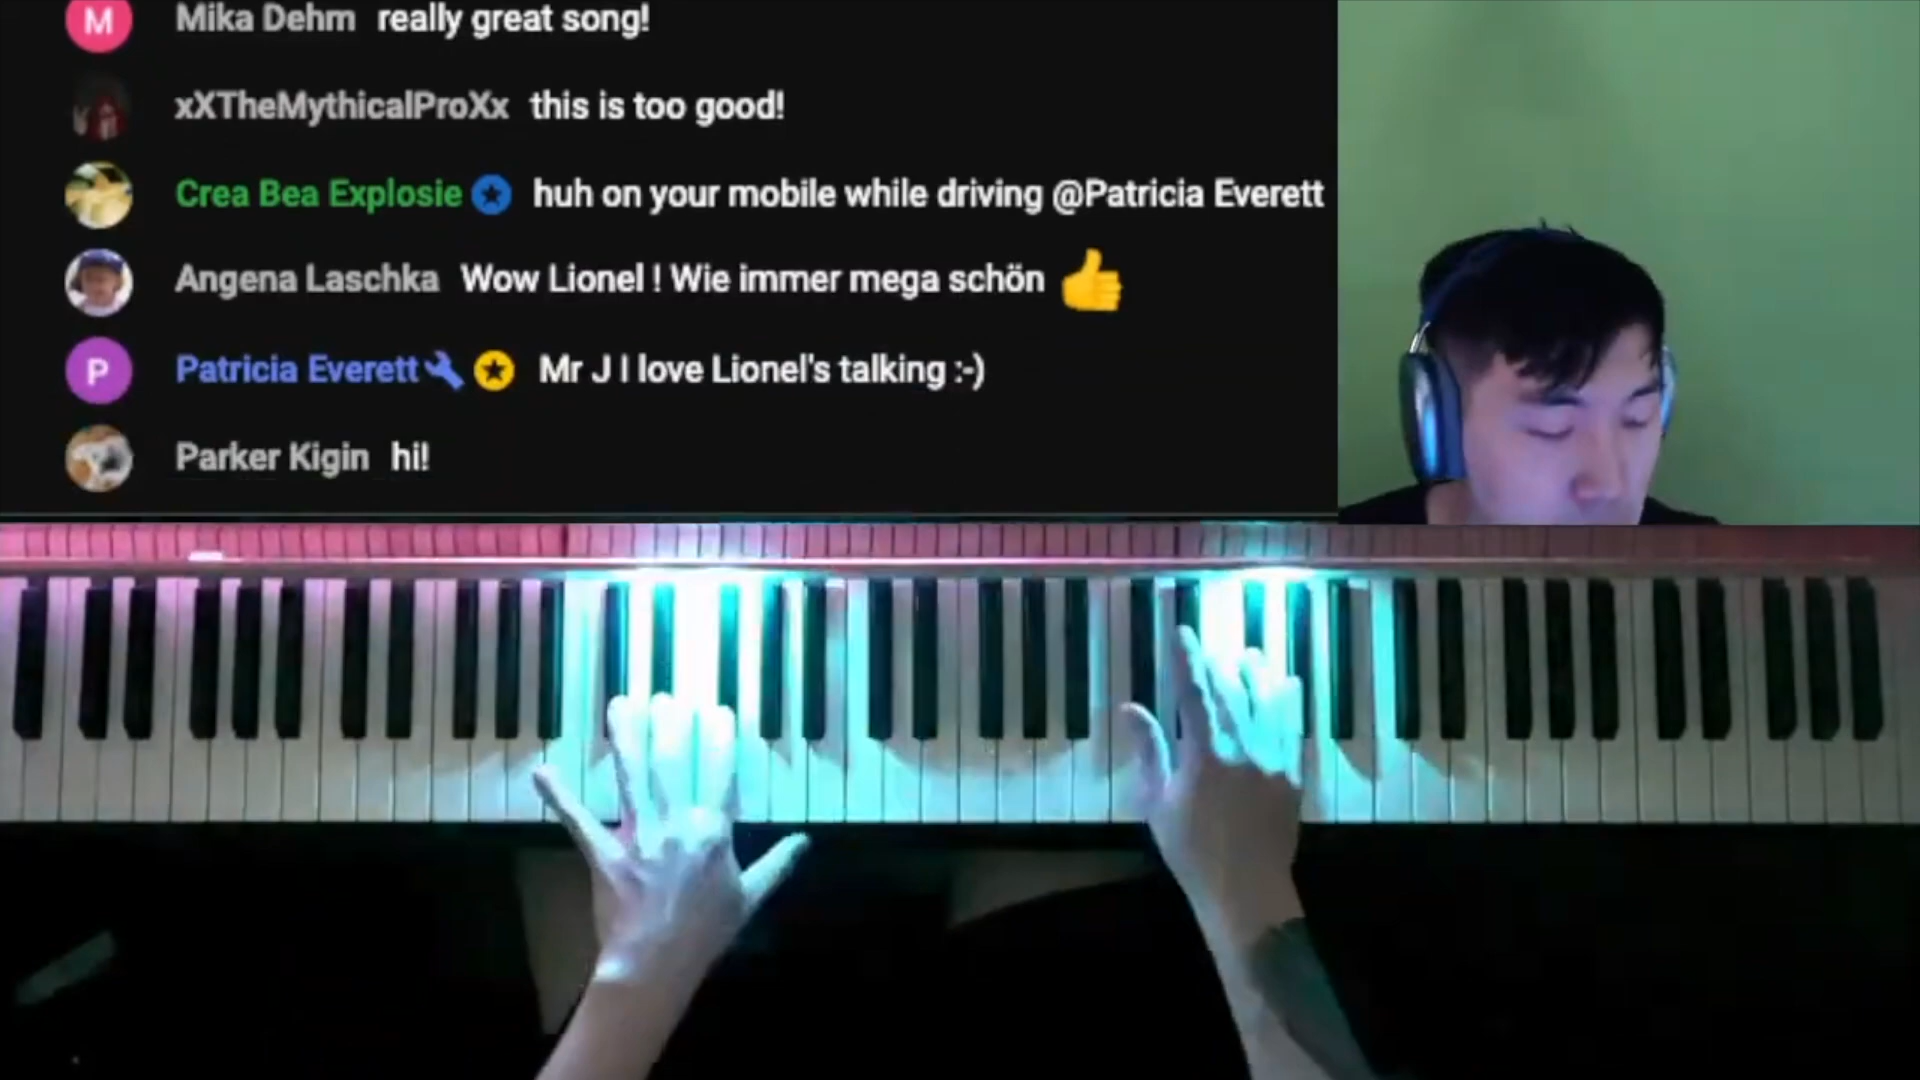 M Mika Dehm really great song!
xXTheMythicalProXx this is too good!
Crea Bea Explosie huh on your mobile while driving @Patricia Everett
Angena Laschka Wow Lionel ! Wie immer mega schön 👍
P Patricia Everett Mr J I love Lionel's talking :-)
Parker Kigin hi!